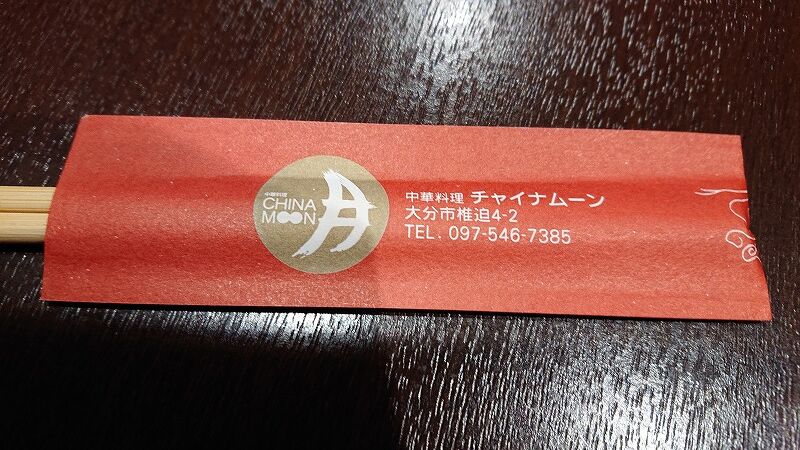 中華料理
CHINA
MOON
月
中華料理 チャイナムーン
大分市椎迫4-2
TEL. 097-546-7385